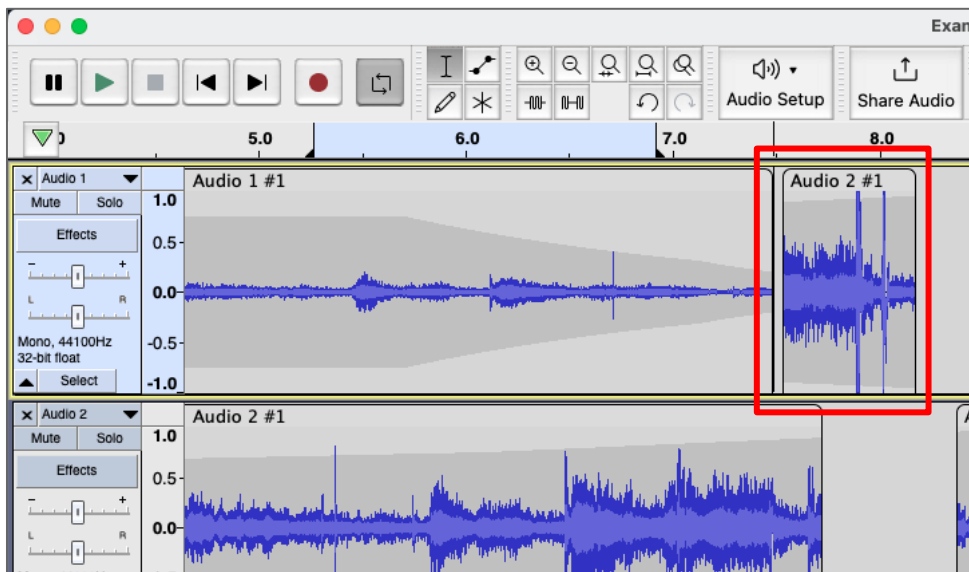 Exan
Audio Setup
Share Audio
5.0
6.0
7.0
8.0
Audio 1
Audio 1 #1
Audio 2 #1
Mute
Solo
1.0
Effects
0.5
- +
0.0
L R
Mono, 44100Hz
-0.5
32-bit float
Select
-1.0
Audio 2
Audio 2 #1
Mute
Solo
1.0
Effects
0.5
- +
0.0
L R